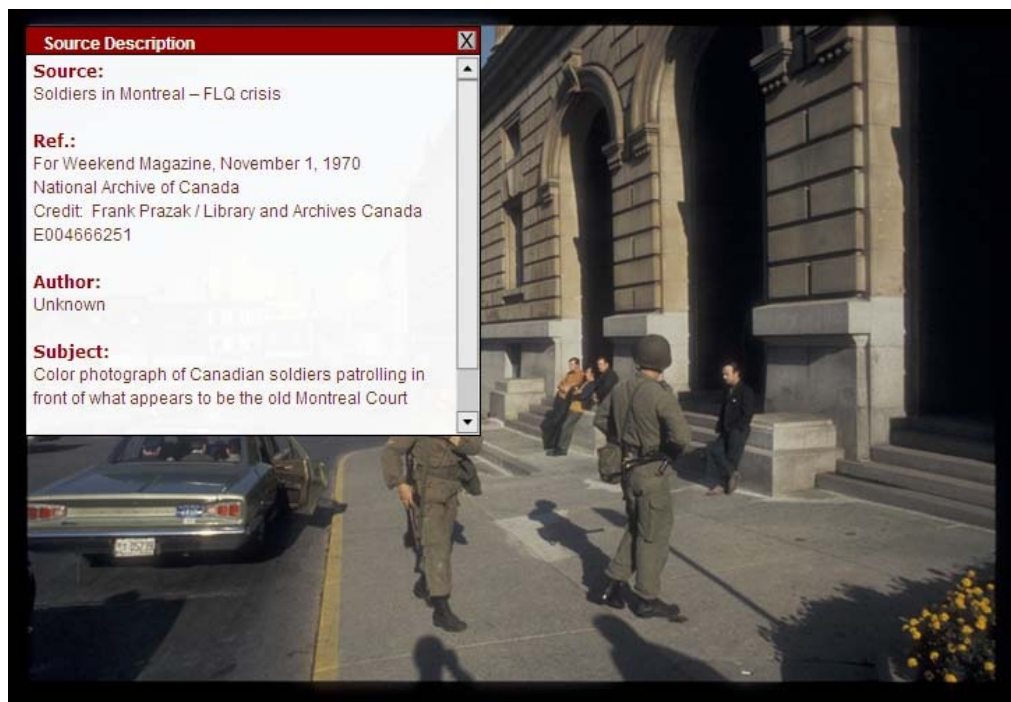 Source Description X
Source:
Soldiers in Montreal – FLQ crisis
Ref.:
For Weekend Magazine, November 1, 1970
National Archive of Canada
Credit: Frank Prazak / Library and Archives Canada
E004666251
Author:
Unknown
Subject:
Color photograph of Canadian soldiers patrolling in
front of what appears to be the old Montreal Court